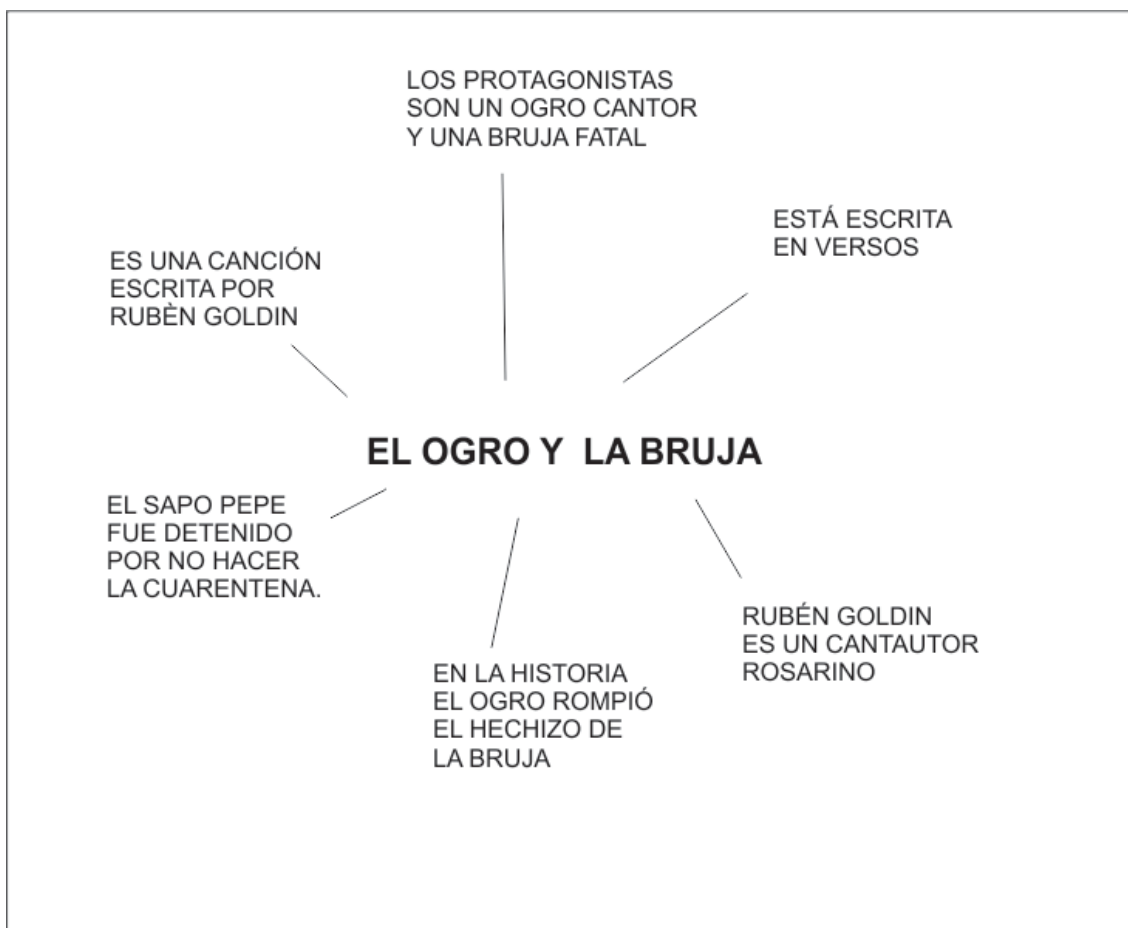 LOS PROTAGONISTAS
SON UN OGRO CANTOR
Y UNA BRUJA FATAL
ESTÁ ESCRITA
EN VERSOS
ES UNA CANCIÓN
ESCRITA POR
RUBÈN GOLDIN
EL OGRO Y  LA BRUJA
EL SAPO PEPE
FUE DETENIDO
POR NO HACER
LA CUARENTENA.
RUBÉN GOLDIN
ES UN CANTAUTOR
ROSARINO
EN LA HISTORIA
EL OGRO ROMPIÓ
EL HECHIZO DE
LA BRUJA